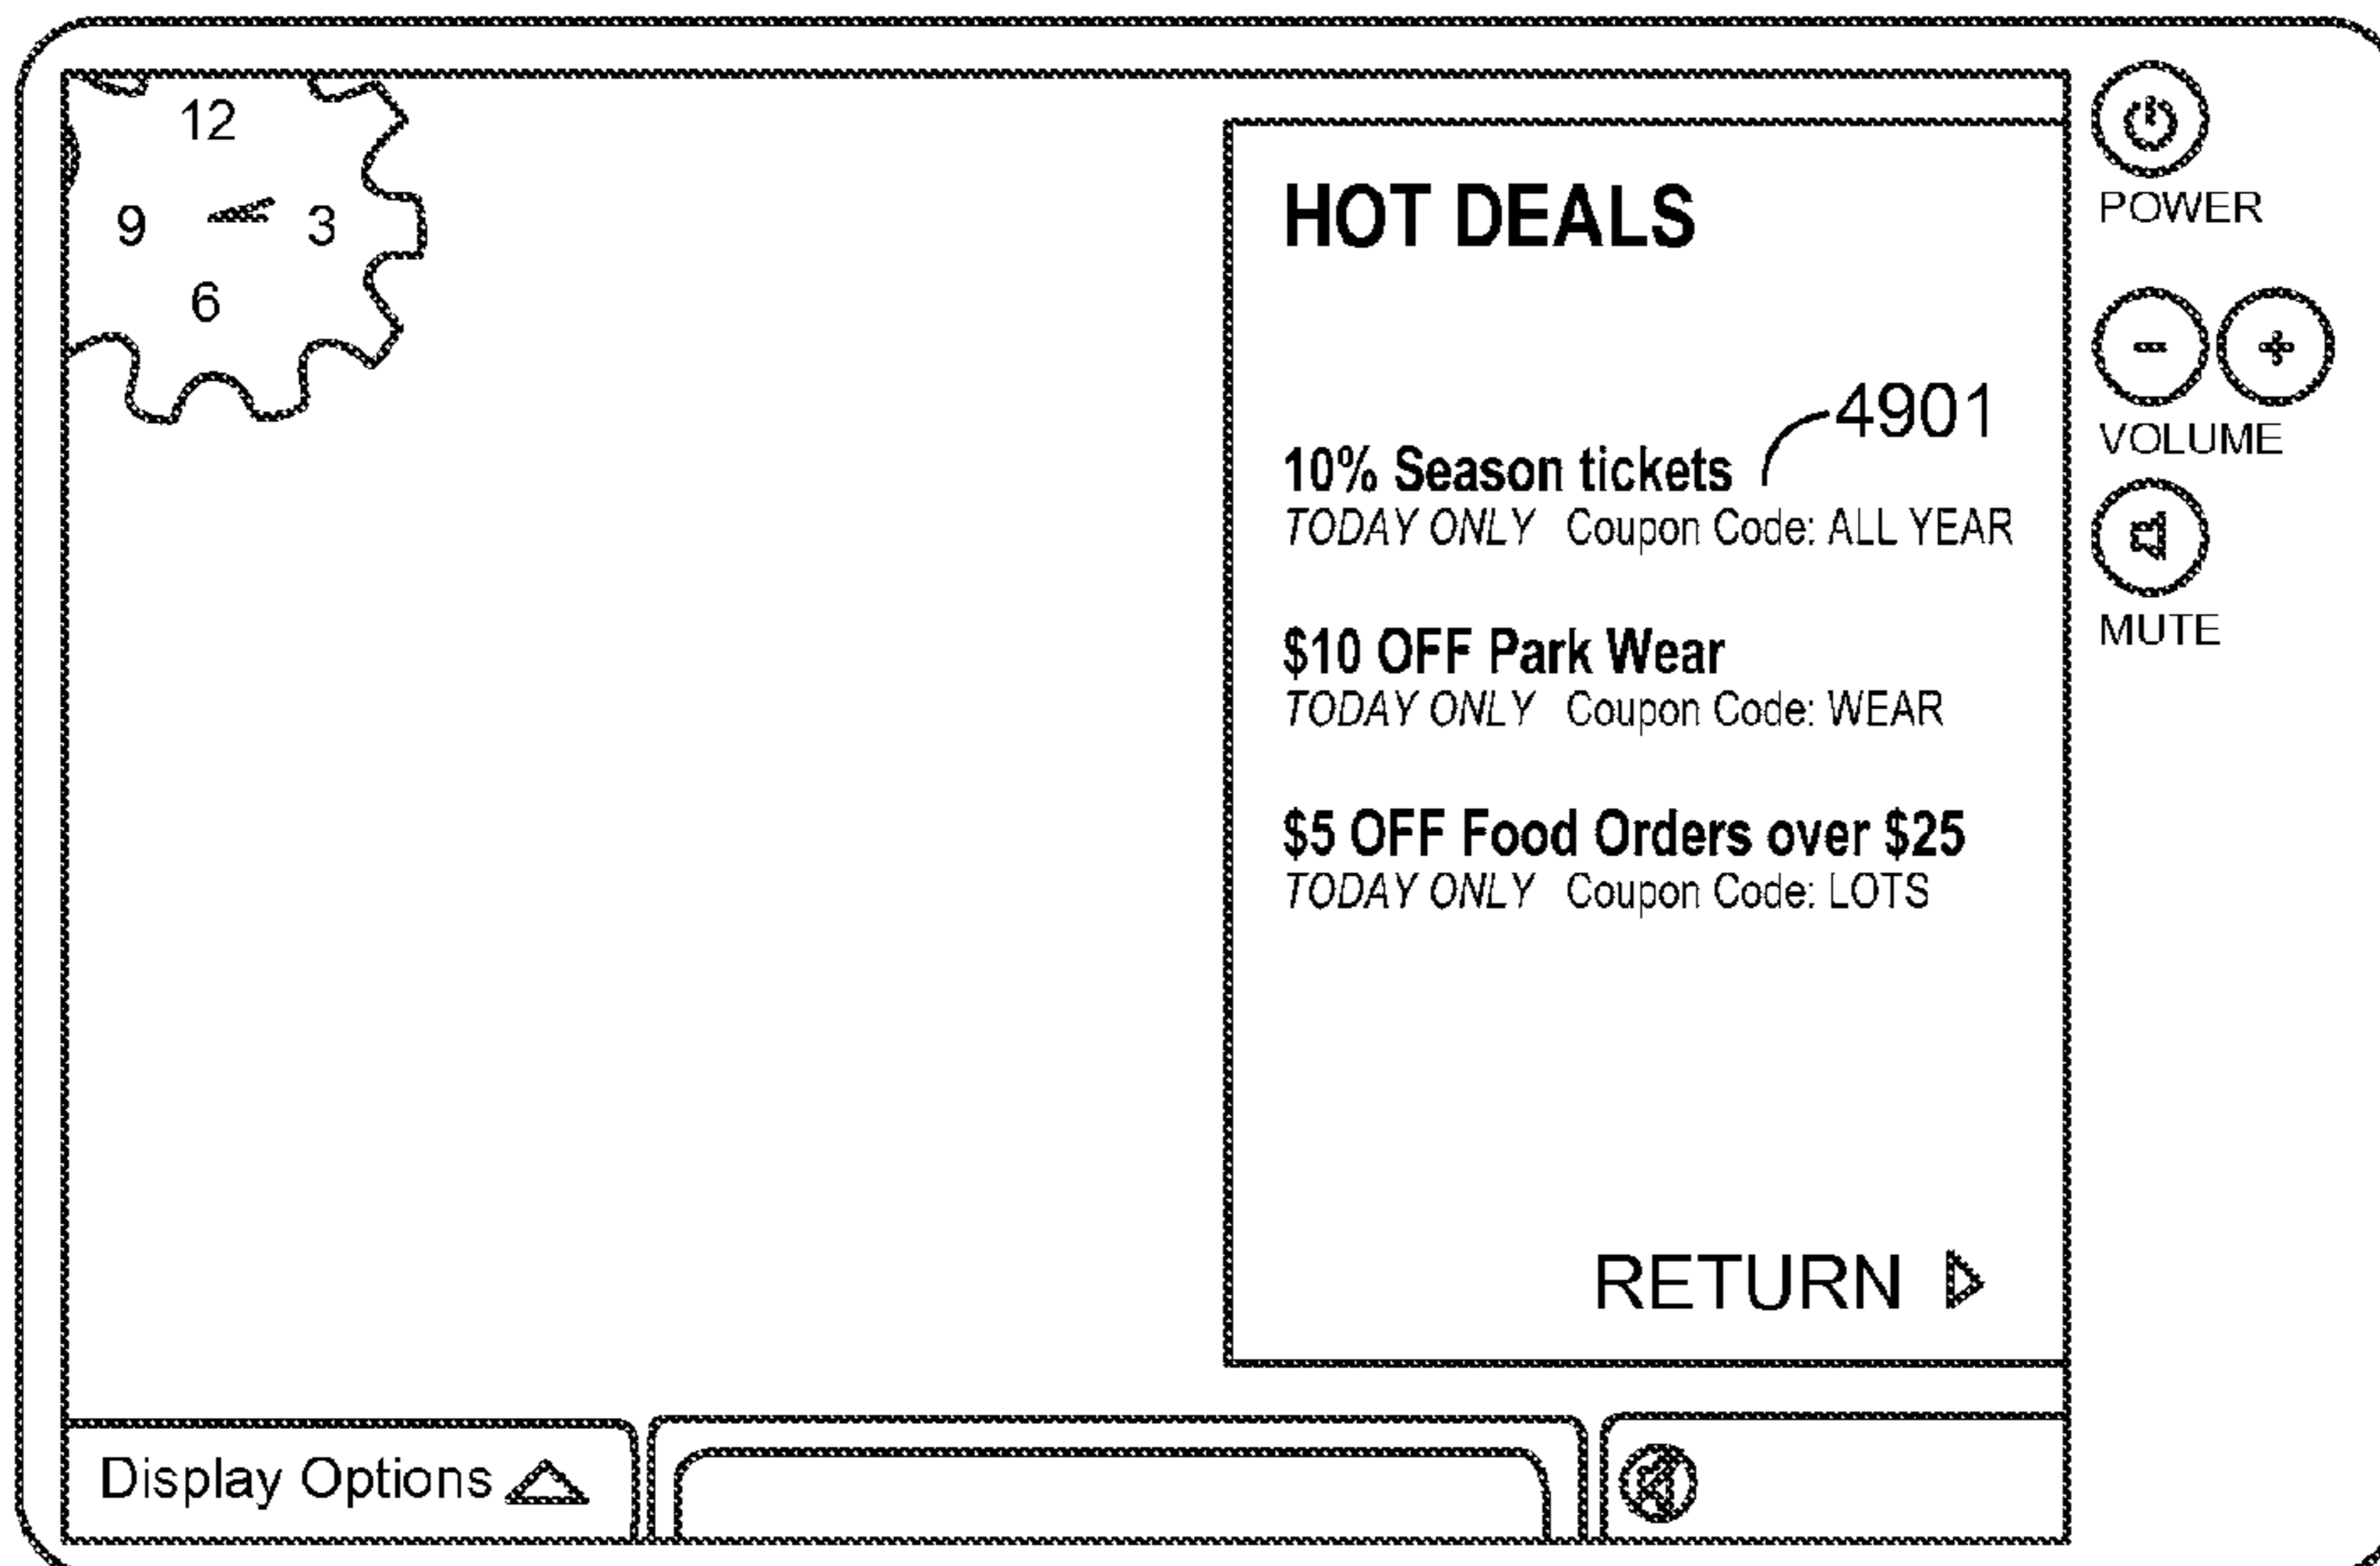 12
9 3
6
HOT DEALS
4901
10% Season tickets
TODAY ONLY Coupon Code: ALL YEAR
$10 OFF Park Wear
TODAY ONLY Coupon Code: WEAR
$5 OFF Food Orders over $25
TODAY ONLY Coupon Code: LOTS
RETURN
Display Options
POWER
- +
VOLUME
MUTE